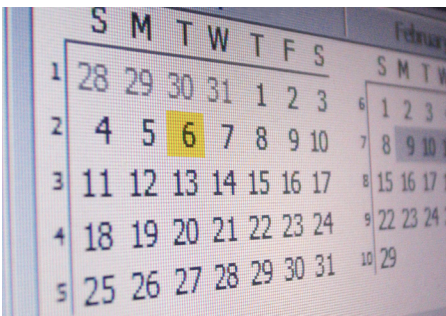 S M T W T F S
1 28 29 30 31 1 2 3
2 4 5 6 7 8 9 10
3 11 12 13 14 15 16 17
4 18 19 20 21 22 23 24
5 25 26 27 28 29 30 31
Februar
S M T W
6 1 2 3
7 8 9 10
8 15 16 17
9 22 23 24
10 29